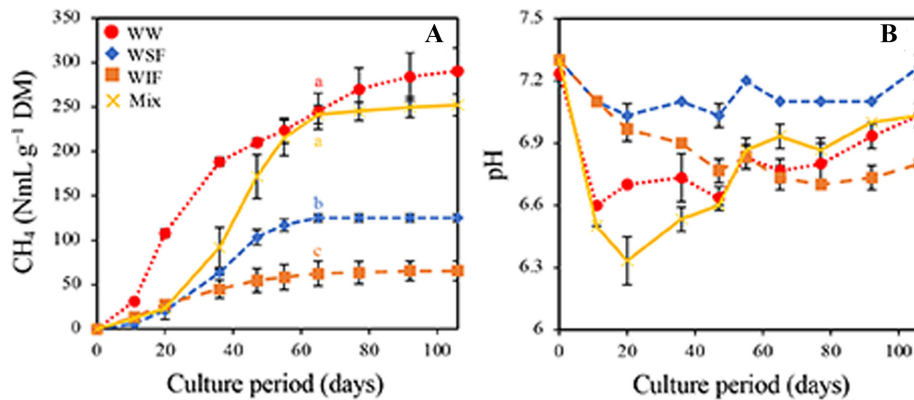 A
B
WW
WSF
WIF
Mix
CH₄ (NmL g⁻¹ DM)
350
300
250
200
150
100
50
0
a
a
b
c
0 20 40 60 80 100
Culture period (days)
pH
7.5
7.2
6.9
6.6
6.3
6
0 20 40 60 80 100
Culture period (days)